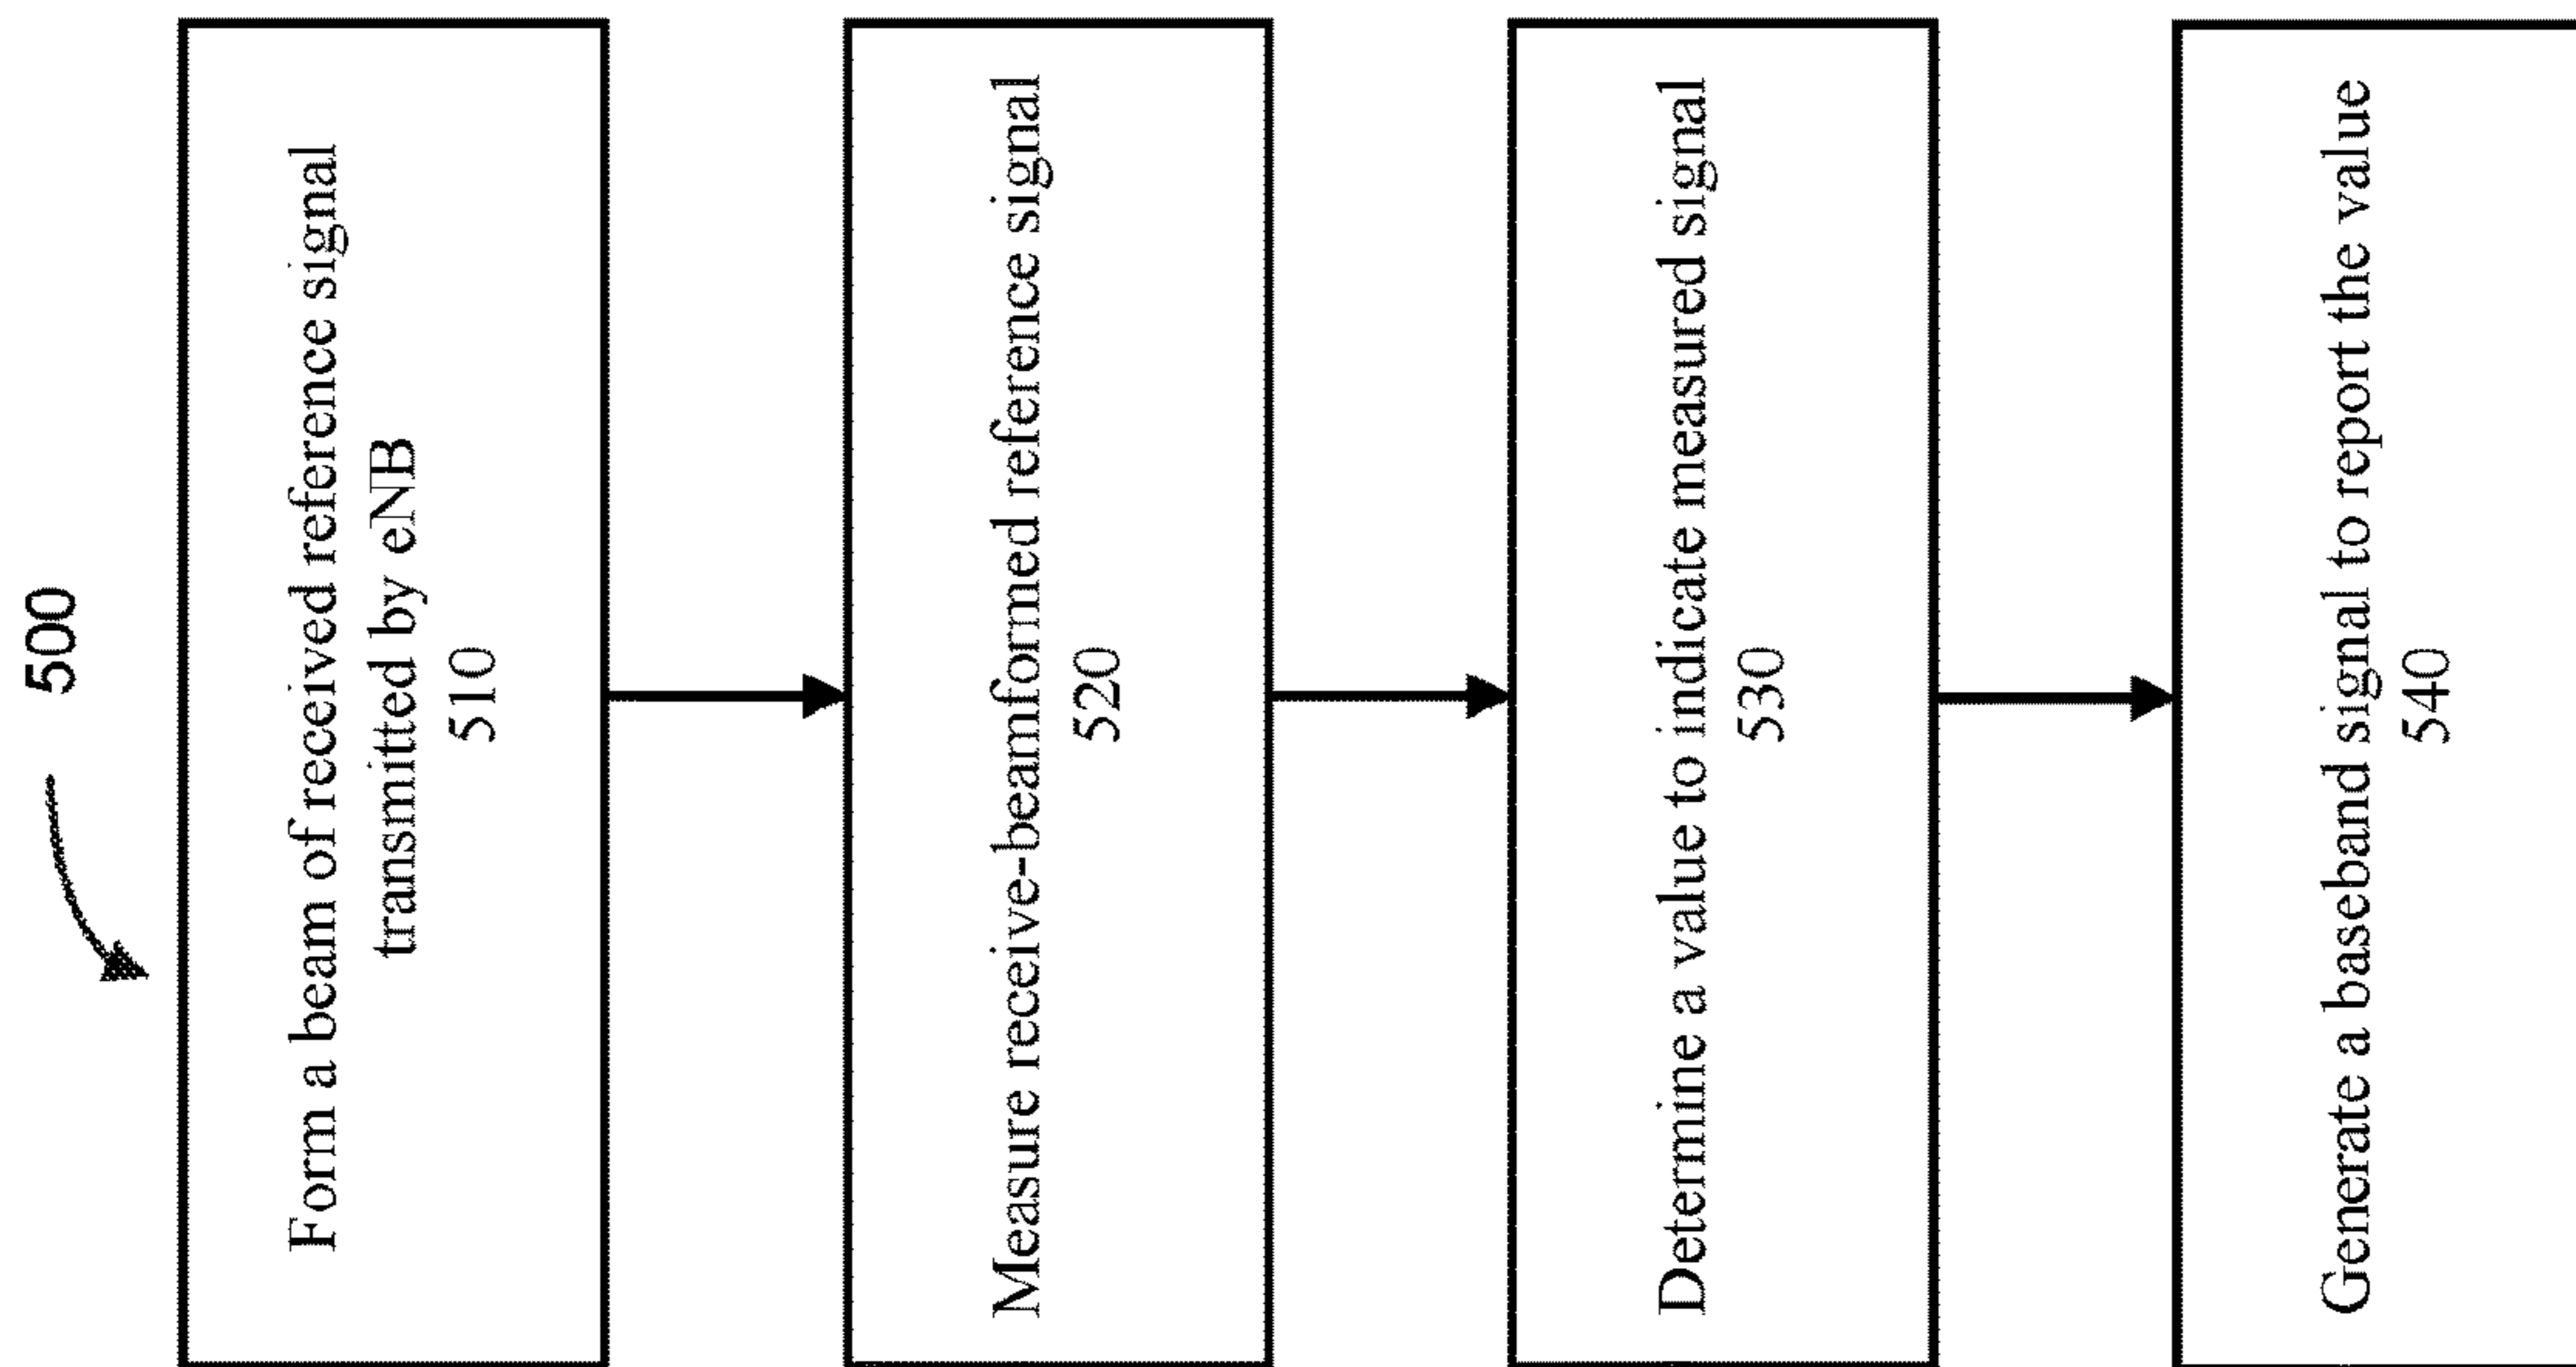 500
Form a beam of received reference signal
transmitted by eNB
510
Measure receive-beamformed reference signal
520
Determine a value to indicate measured signal
530
Generate a baseband signal to report the value
540